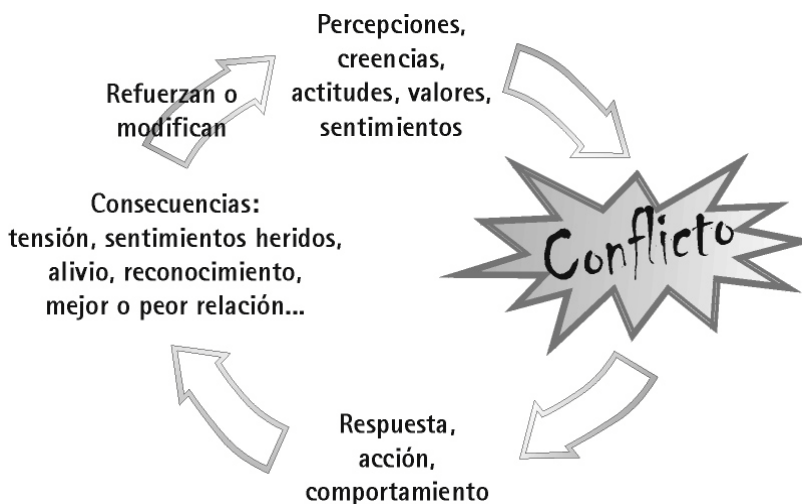 Percepciones,
creencias,
actitudes, valores,
sentimientos
Refuerzan o
modifican
Conflicto
Consecuencias:
tensión, sentimientos heridos,
alivio, reconocimiento,
mejor o peor relación...
Respuesta,
acción,
comportamiento